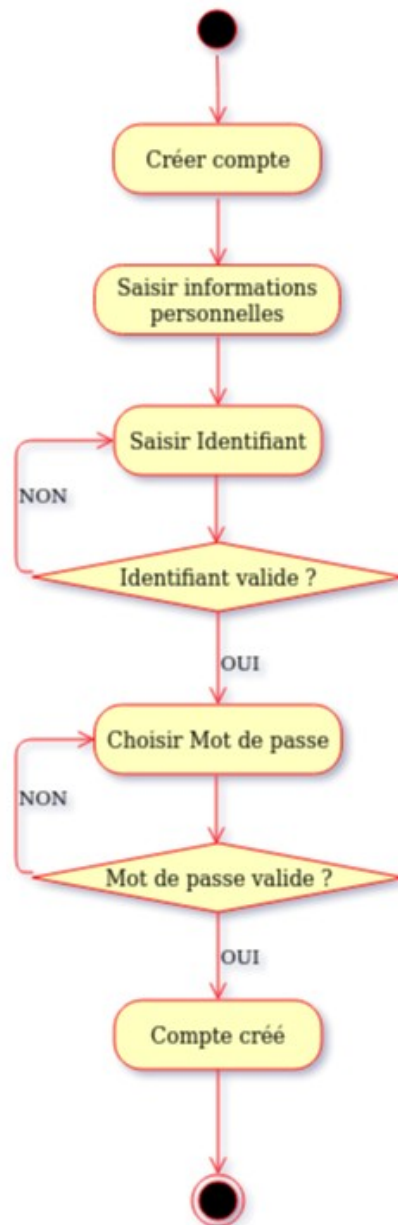 Créer compte
Saisir informations
personnelles
Saisir Identifiant
NON
Identifiant valide ?
OUI
Choisir Mot de passe
NON
Mot de passe valide ?
OUI
Compte créé